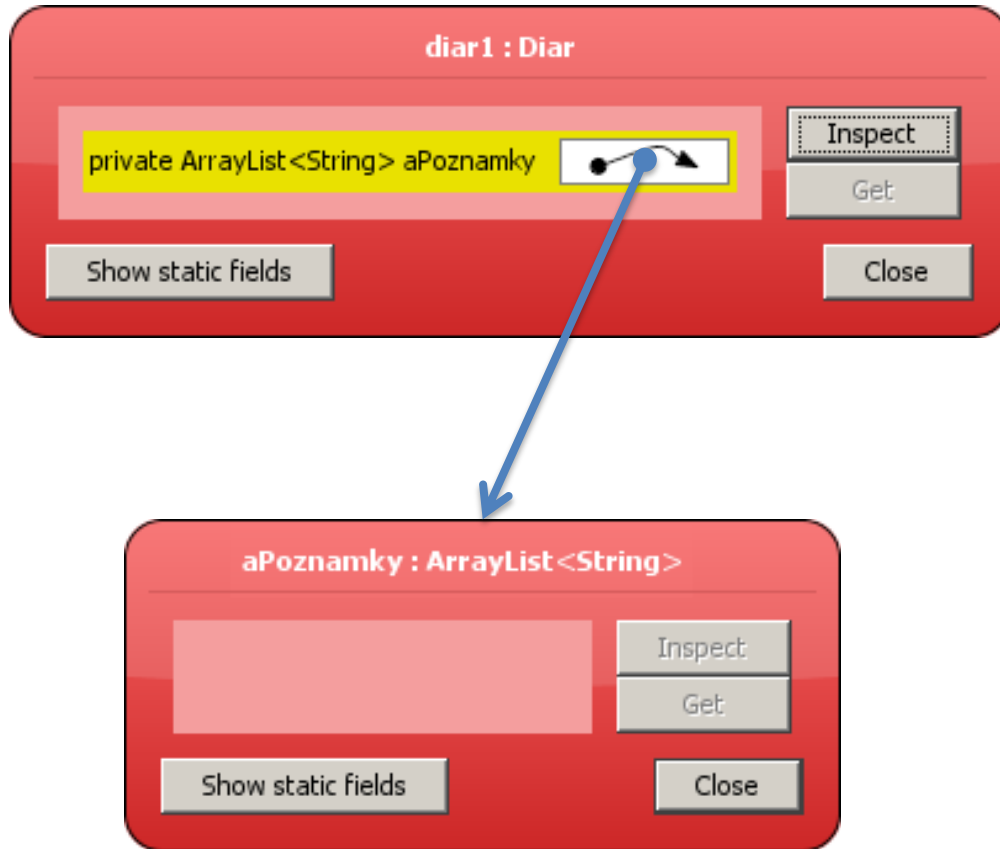 diar1 : Diar
private ArrayList<String> aPoznamky
Inspect
Get
Show static fields
Close
aPoznamky : ArrayList<String>
Inspect
Get
Show static fields
Close